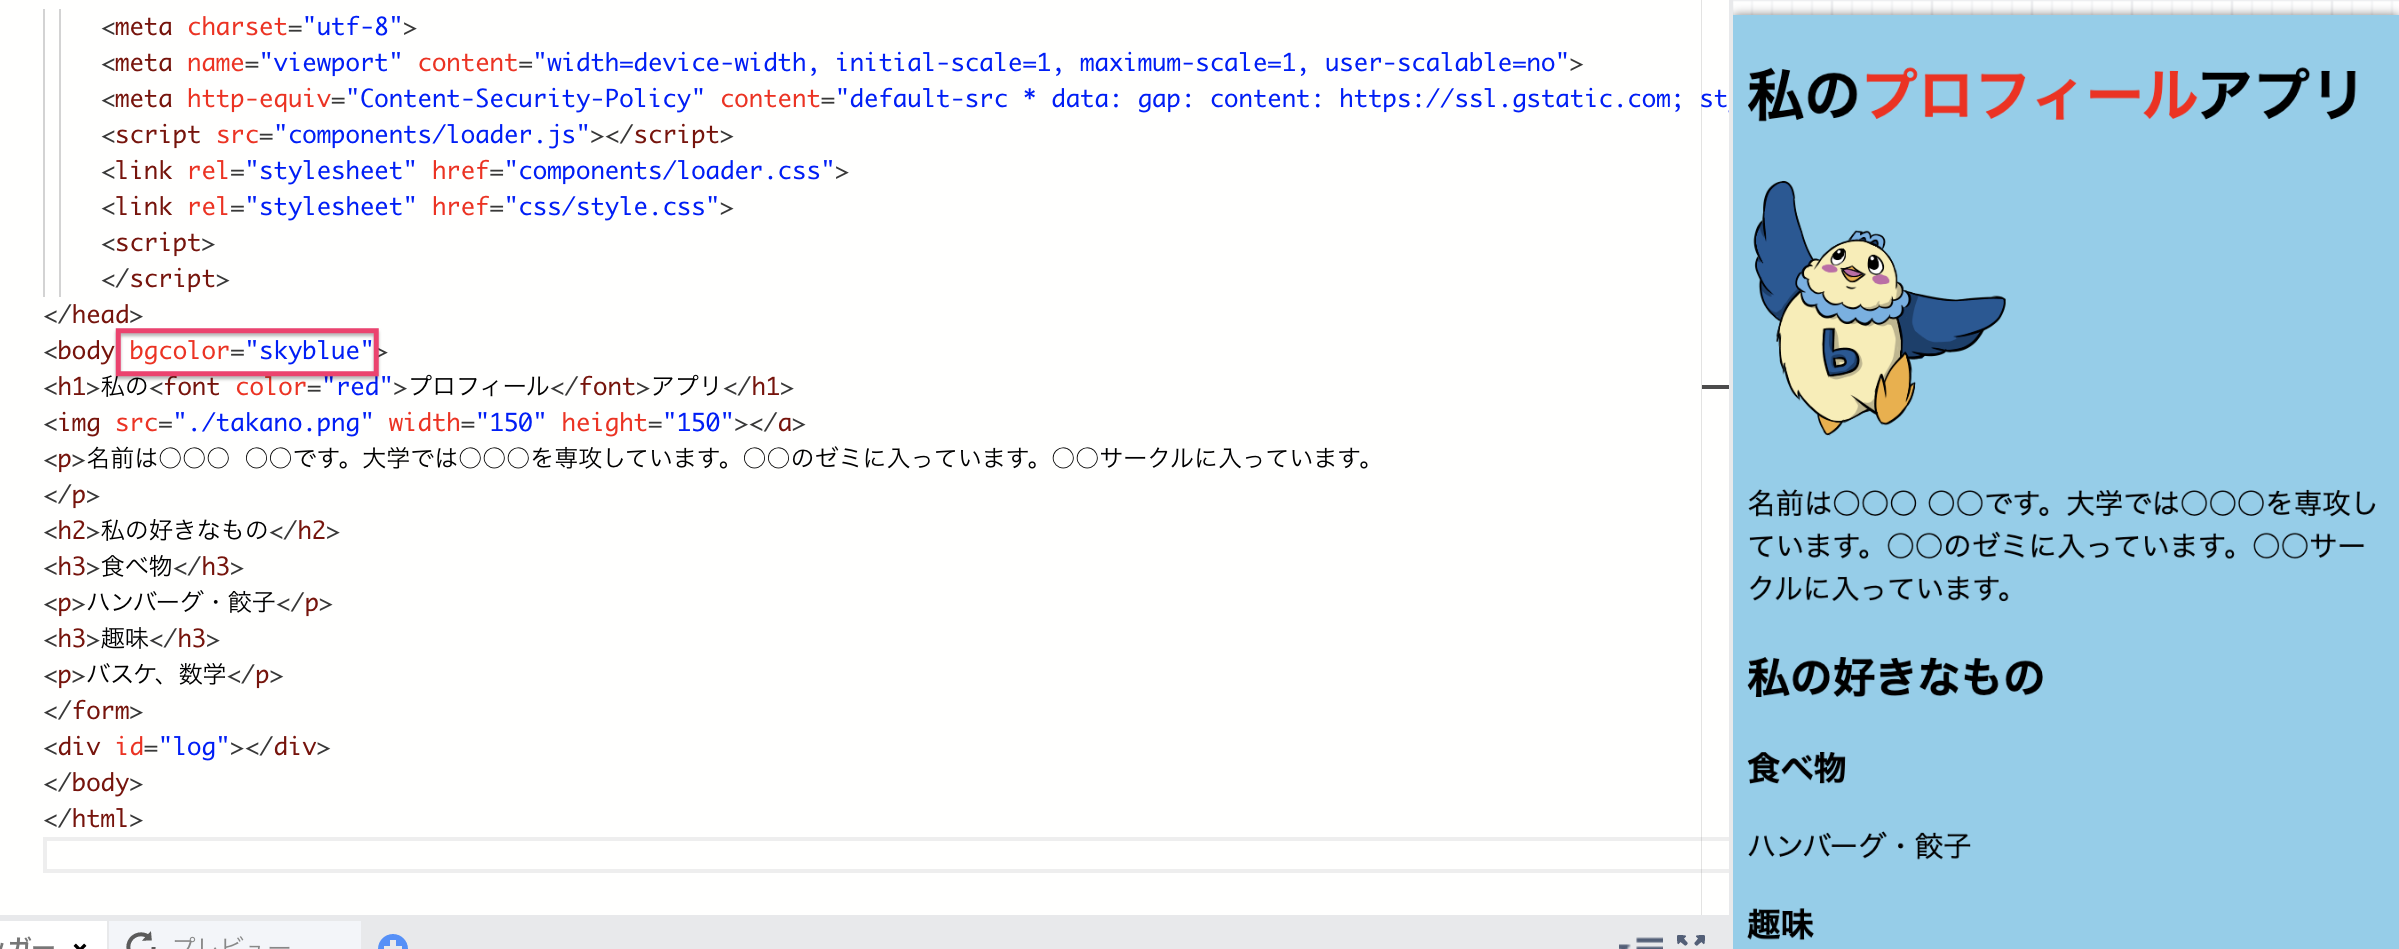 <meta charset="utf-8">
<meta name="viewport" content="width=device-width, initial-scale=1, maximum-scale=1, user-scalable=no">
<meta http-equiv="Content-Security-Policy" content="default-src * data: gap: content: https://ssl.gstatic.com; st
<script src="components/loader.js"></script>
<link rel="stylesheet" href="components/loader.css">
<link rel="stylesheet" href="css/style.css">
<script>
</script>
</head>
<body bgcolor="skyblue">
<h1>私の<font color="red">プロフィール</font>アプリ</h1>
<img src="./takano.png" width="150" height="150"></a>
<p>名前は○○○ ○○です。大学では○○○を専攻しています。○○のゼミに入っています。○○サークルに入っています。
</p>
<h2>私の好きなもの</h2>
<h3>食べ物</h3>
<p>ハンバーグ・餃子</p>
<h3>趣味</h3>
<p>バスケ、数学</p>
</form>
<div id="log"></div>
</body>
</html>
ガー ×
プレビュー
私のプロフィールアプリ
b
名前は○○○ ○○です。大学では○○○を専攻し
ています。○○のゼミに入っています。○○サー
クルに入っています。
私の好きなもの
食べ物
ハンバーグ・餃子
趣味